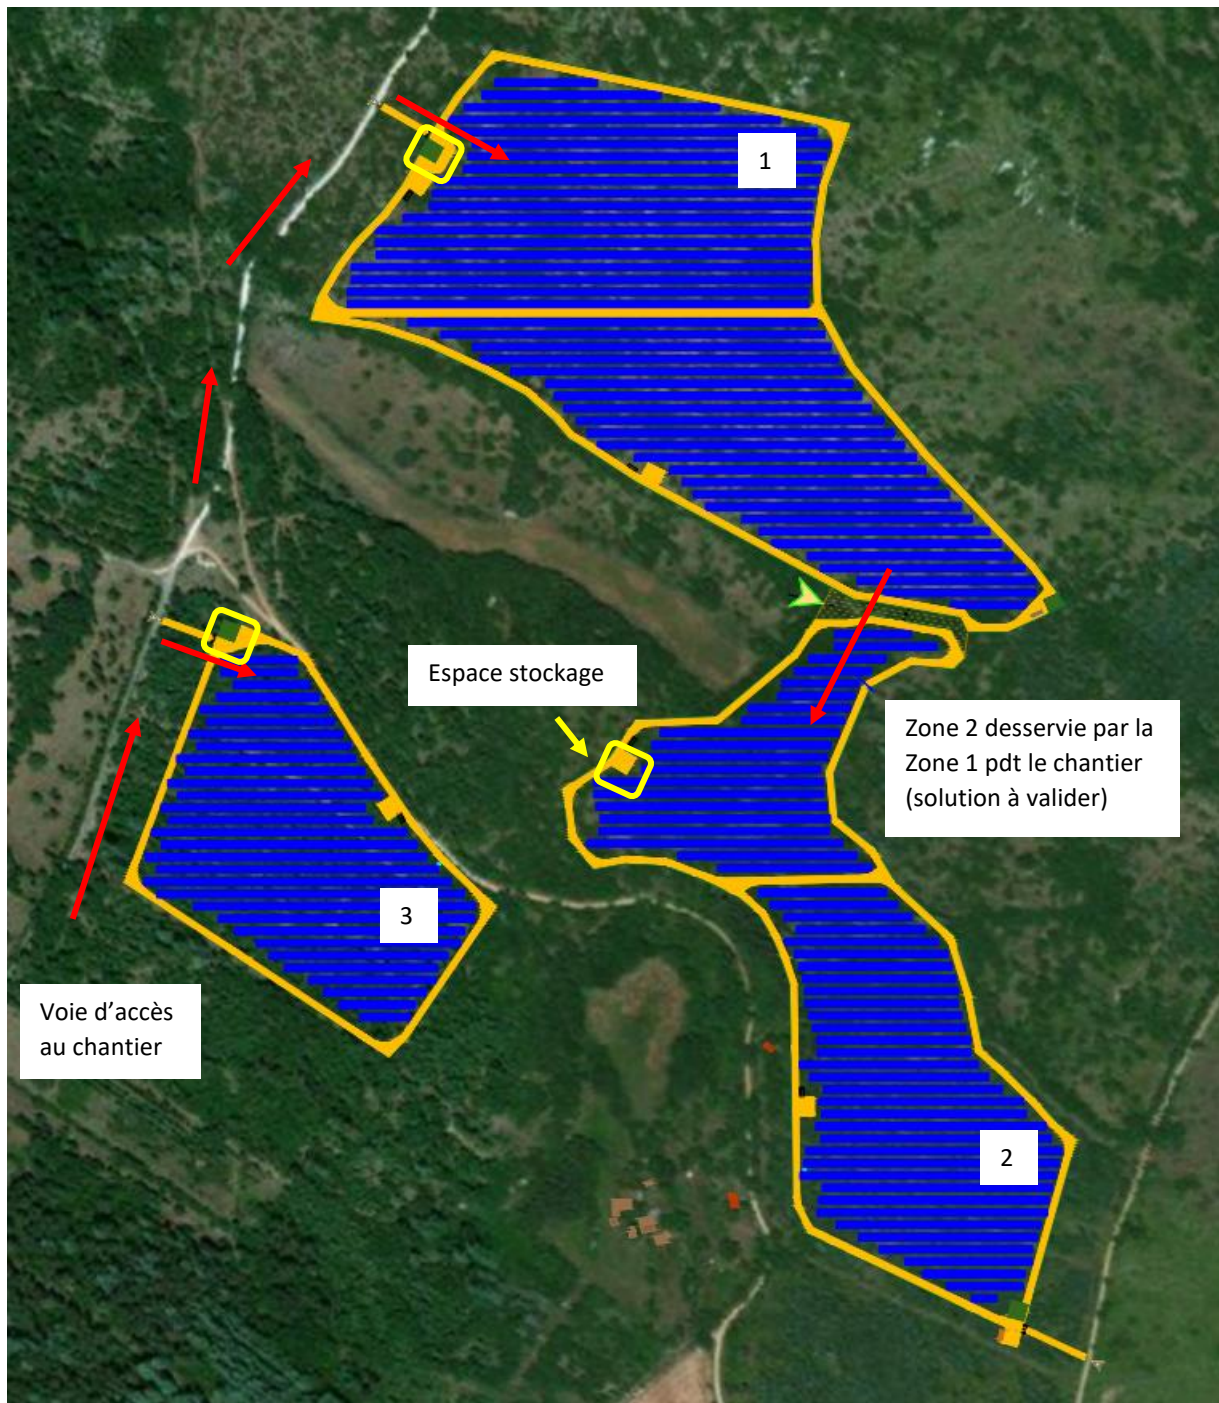 1
Espace stockage
Zone 2 desservie par la
Zone 1 pdt le chantier
(solution à valider)
3
Voie d’accès
au chantier
2